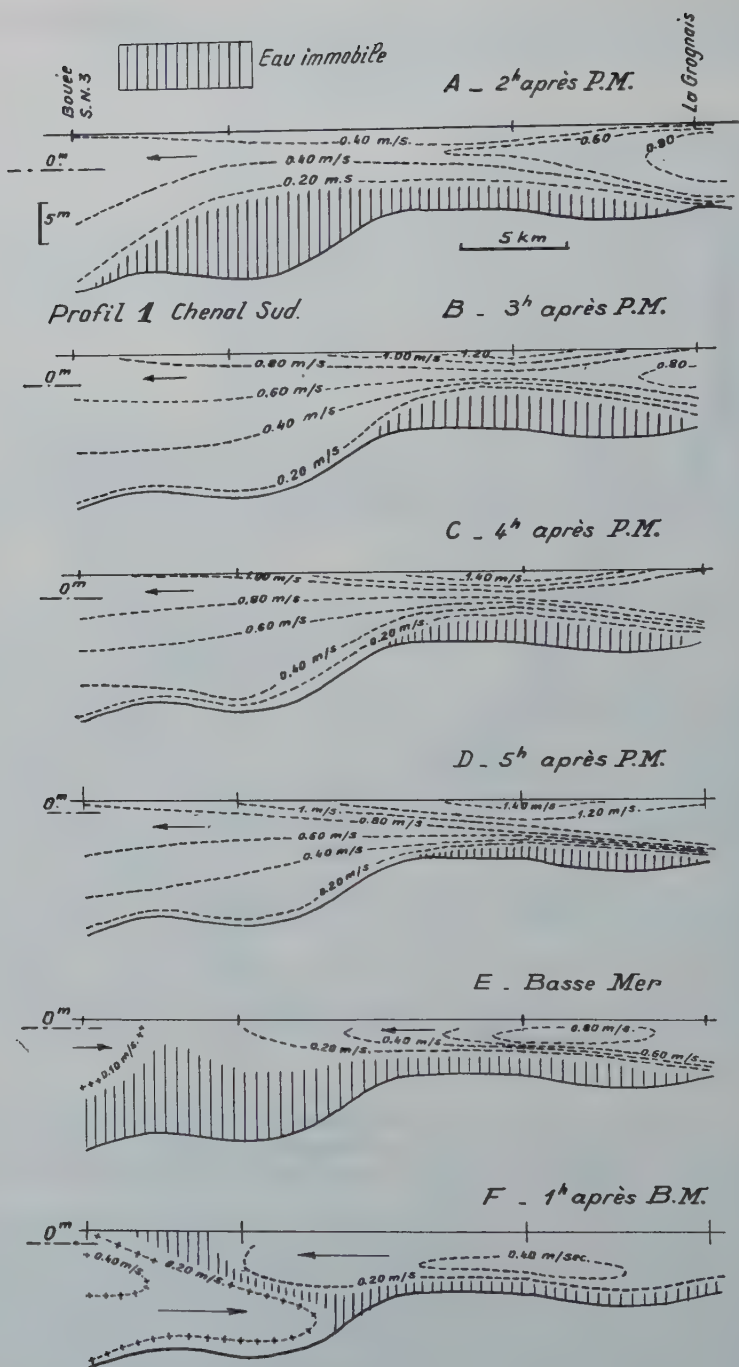 Bouée S.N.3
Eau immobile
La Grognais
A _ 2h après P.M.
0.40 m/s.
0.60
0.80
0m
0.40 m/s
0.20 m.s
5m
5 km
Profil 1 Chenal Sud.
B _ 3h après P.M.
0.80 m/s
1.00 m/s
1.20
0m
0.60 m/s
0.80
0.40 m/s
0.20 m/s
C _ 4h après P.M.
0m
1.00 m/s
1.40
0.80 m/s
0.60 m/s
0.40 m/s
0.20 m/s.
D _ 5h après P.M.
0m
1. m/s
1.40 m/s
0.80 m/s
1.20 m/s
0.60 m/s
0.40 m/s
0.20 m/s
E _ Basse Mer
0m
0.80 m/s.
0.40 m/s
0.10 m/s
0.20 m/s.
0.60 m/s
F _ 1h après B.M.
0m
0.40 m/s.
0.20 m/s.
0.40 m/sec.
0.20 m/s